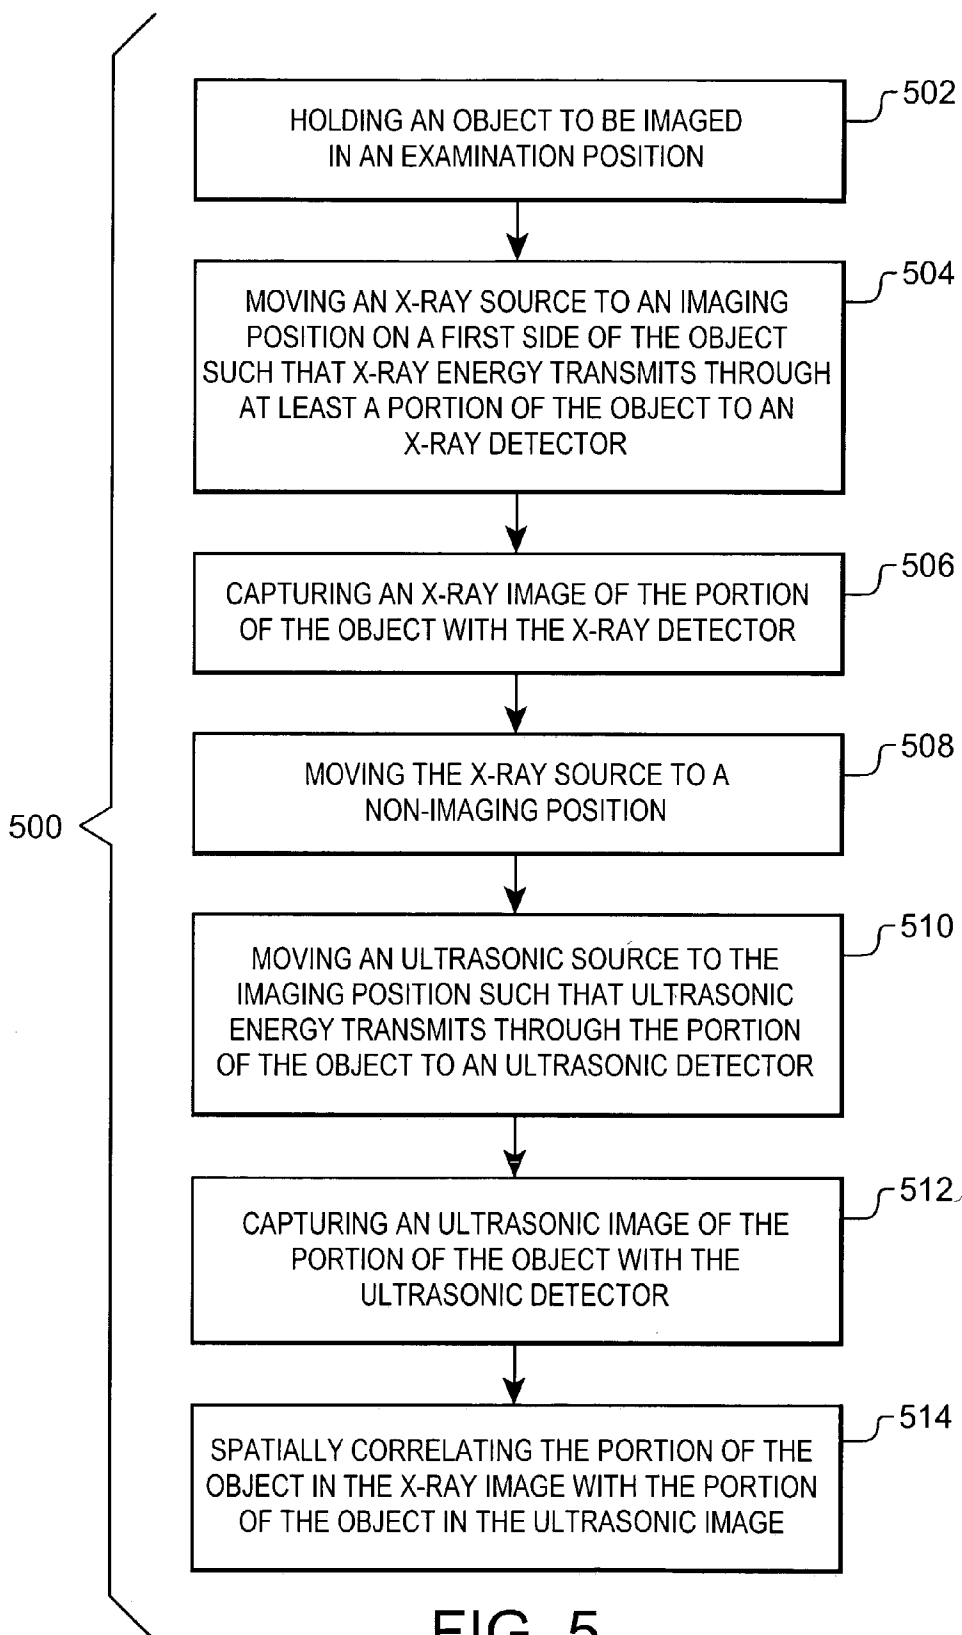 502
HOLDING AN OBJECT TO BE IMAGED
IN AN EXAMINATION POSITION
504
MOVING AN X-RAY SOURCE TO AN IMAGING
POSITION ON A FIRST SIDE OF THE OBJECT
SUCH THAT X-RAY ENERGY TRANSMITS THROUGH
AT LEAST A PORTION OF THE OBJECT TO AN
X-RAY DETECTOR
506
CAPTURING AN X-RAY IMAGE OF THE PORTION
OF THE OBJECT WITH THE X-RAY DETECTOR
508
MOVING THE X-RAY SOURCE TO A
NON-IMAGING POSITION
500
510
MOVING AN ULTRASONIC SOURCE TO THE
IMAGING POSITION SUCH THAT ULTRASONIC
ENERGY TRANSMITS THROUGH THE PORTION
OF THE OBJECT TO AN ULTRASONIC DETECTOR
512
CAPTURING AN ULTRASONIC IMAGE OF THE
PORTION OF THE OBJECT WITH THE
ULTRASONIC DETECTOR
514
SPATIALLY CORRELATING THE PORTION OF THE
OBJECT IN THE X-RAY IMAGE WITH THE PORTION
OF THE OBJECT IN THE ULTRASONIC IMAGE
FIG. 5